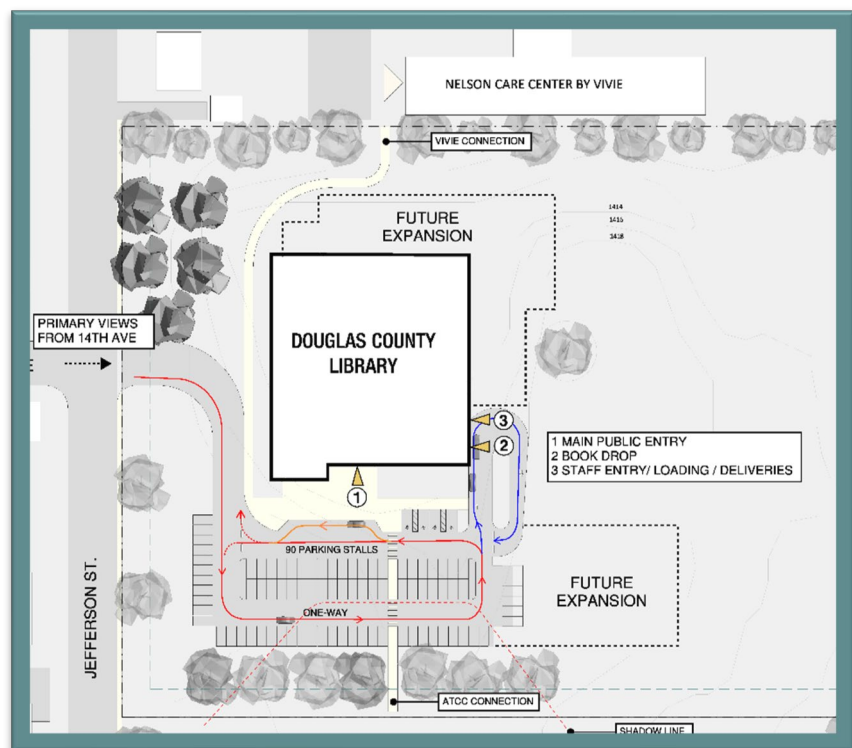 NELSON CARE CENTER BY VIVIE
VIVIE CONNECTION
FUTURE
EXPANSION
1414
1415
1418
PRIMARY VIEWS
FROM 14TH AVE
DOUGLAS COUNTY
LIBRARY
3
2
1 MAIN PUBLIC ENTRY
2 BOOK DROP
3 STAFF ENTRY/ LOADING / DELIVERIES
1
90 PARKING STALLS
ONE-WAY
FUTURE
EXPANSION
JEFFERSON ST.
ATCC CONNECTION
SHADOW LINE